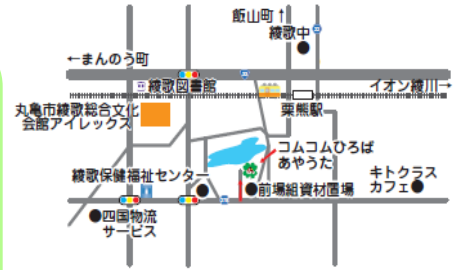 飯山町↑
綾歌中
←まんのう町
綾歌図書館
イオン綾川→
丸亀市綾歌総合文化
会館アイレックス
栗熊駅
コムコムひろば
あやうた
綾歌保健福祉センター
キトクラス
カフェ●
●前場組資材置場
●四国物流
サービス